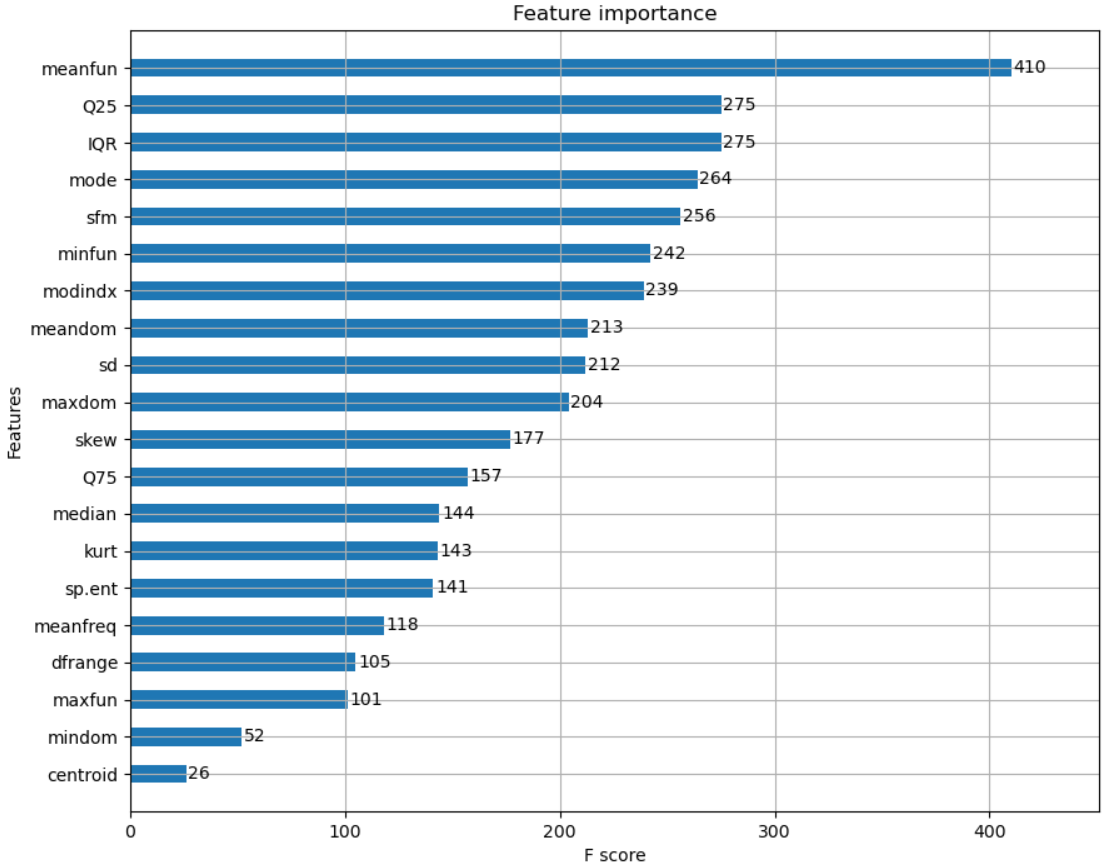 Feature importance
meanfun 410
Q25 275
IQR 275
mode 264
sfm 256
minfun 242
modindx 239
meandom 213
sd 212
maxdom 204
skew 177
Q75 157
median 144
kurt 143
sp.ent 141
meanfreq 118
dfrange 105
maxfun 101
mindom 52
centroid 26
Features
0 100 200 300 400
F score